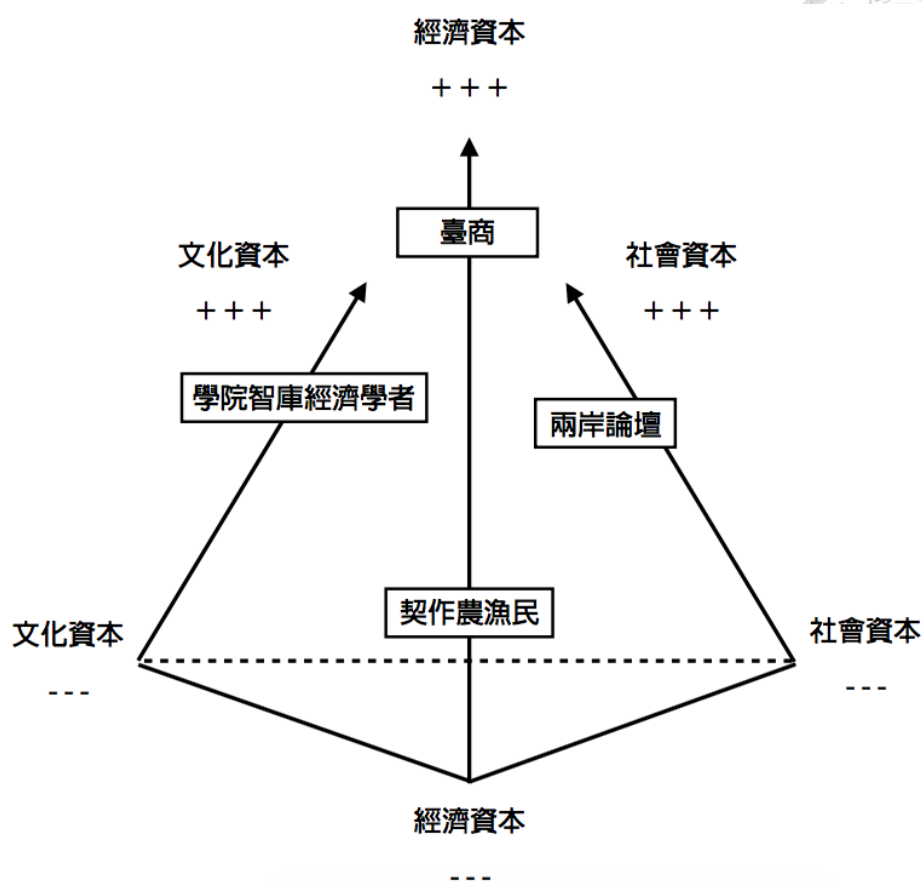 經濟資本
+++
臺商
文化資本
+++
社會資本
+++
學院智庫經濟學者
兩岸論壇
契作農漁民
文化資本
---
社會資本
---
經濟資本
---